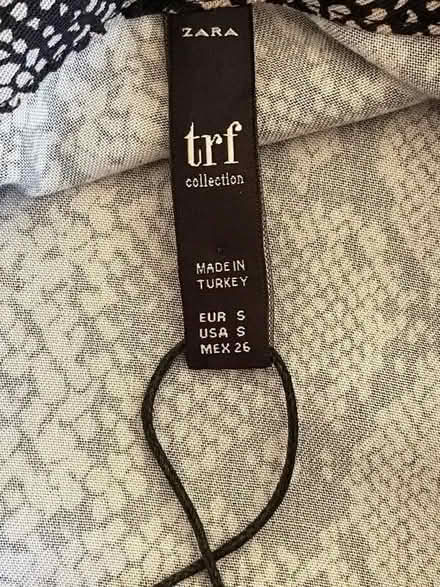 ZARA
trf
collection
MADE IN
TURKEY
EUR S
USA S
MEX 26